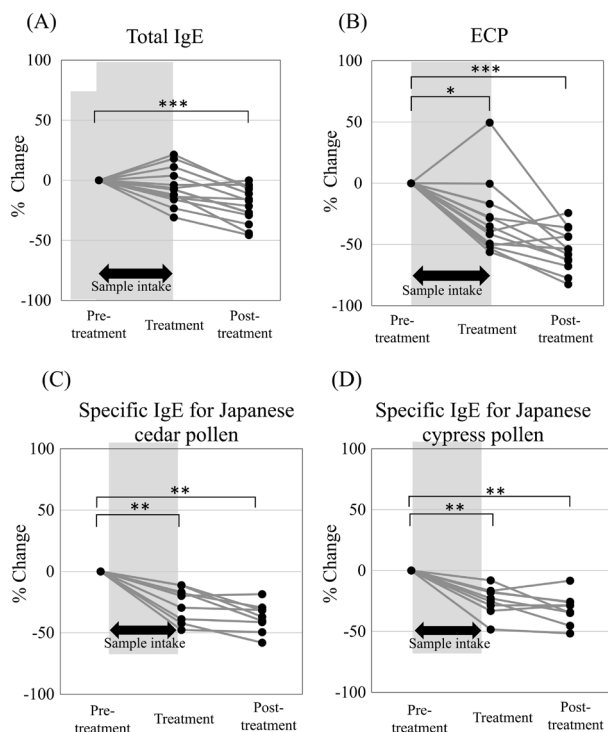 (A)
Total IgE
100
50
0
-50
-100
% Change
***
Sample intake
Pre-
treatment
Treatment
Post-
treatment
(B)
ECP
100
50
0
-50
-100
% Change
***
*
Sample intake
Pre-
treatment
Treatment
Post-
treatment
(C)
Specific IgE for Japanese
cedar pollen
100
50
0
-50
-100
% Change
**
**
Sample intake
Pre-
treatment
Treatment
Post-
treatment
(D)
Specific IgE for Japanese
cypress pollen
100
50
0
-50
-100
% Change
**
**
Sample intake
Pre-
treatment
Treatment
Post-
treatment